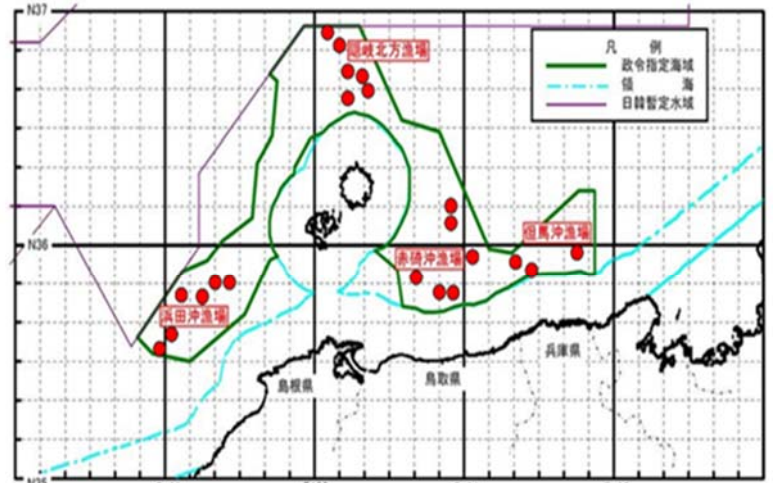 N37
隠岐北方漁場
凡 例
政令指定海域
領 海
日韓暫定水域
N36
赤碕沖漁場
但馬沖漁場
浜田沖漁場
島根県
鳥取県
兵庫県